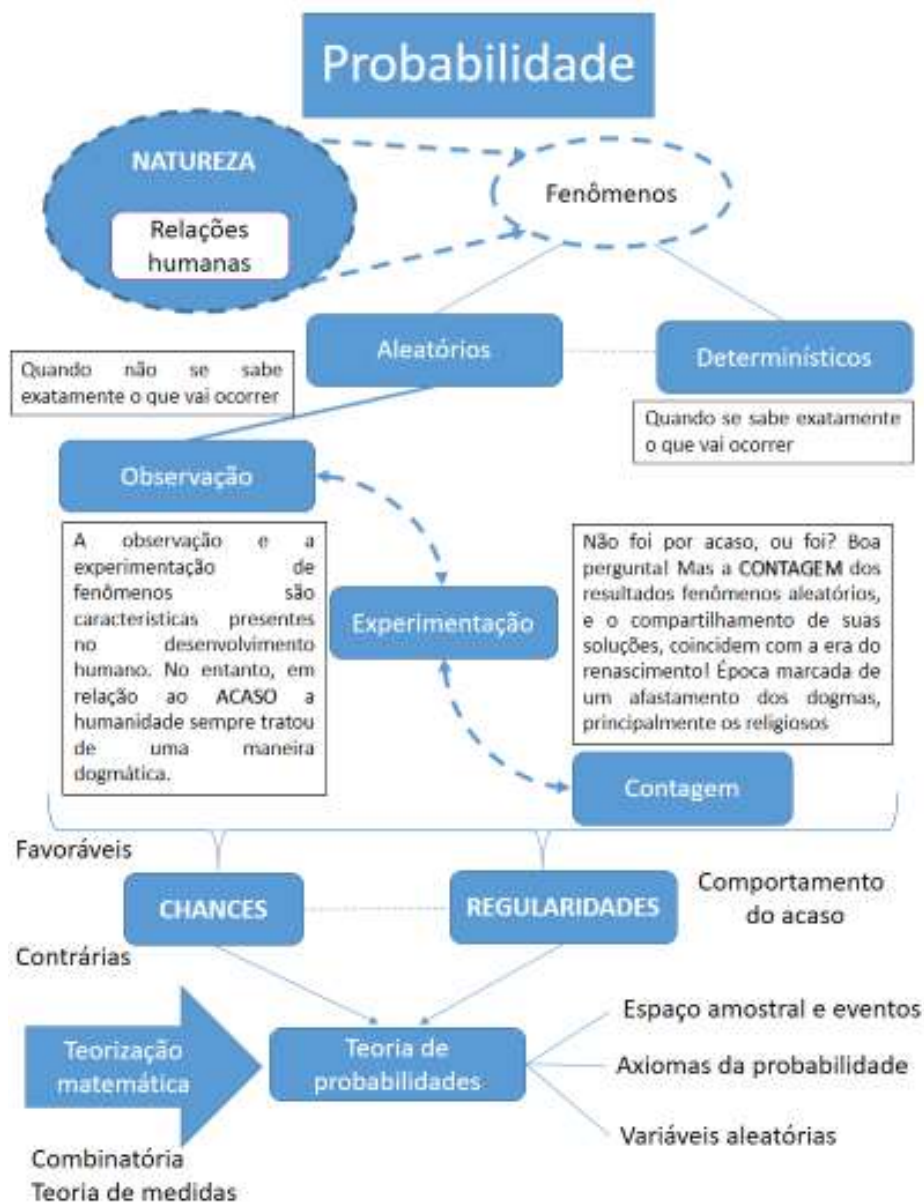 Probabilidade
NATUREZA
Relações
humanas
Fenômenos
Aleatórios
Determinísticos
Quando não se sabe
exatamente o que vai ocorrer
Quando se sabe exatamente
o que vai ocorrer
Observação
A observação e a
experimentação de
fenômenos são
características presentes
no desenvolvimento
humano. No entanto, em
relação ao ACASO a
humanidade sempre tratou
de uma maneira
dogmática.
Experimentação
Não foi por acaso, ou foi? Boa
pergunta! Mas a CONTAGEM dos
resultados fenômenos aleatórios,
e o compartilhamento de suas
soluções, coincidem com a era do
renascimento! Época marcada de
um afastamento dos dogmas,
principalmente os religiosos
Contagem
Favoráveis
CHANCES
REGULARIDADES
Comportamento
do acaso
Contrárias
Teorização
matemática
Teoria de
probabilidades
Espaço amostral e eventos
Axiomas da probabilidade
Variáveis aleatórias
Combinatória
Teoria de medidas